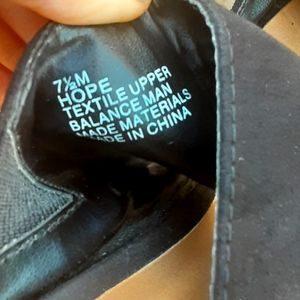 7½M
HOPE
TEXTILE UPPER
BALANCE MAN
MADE MATERIALS
MADE IN CHINA